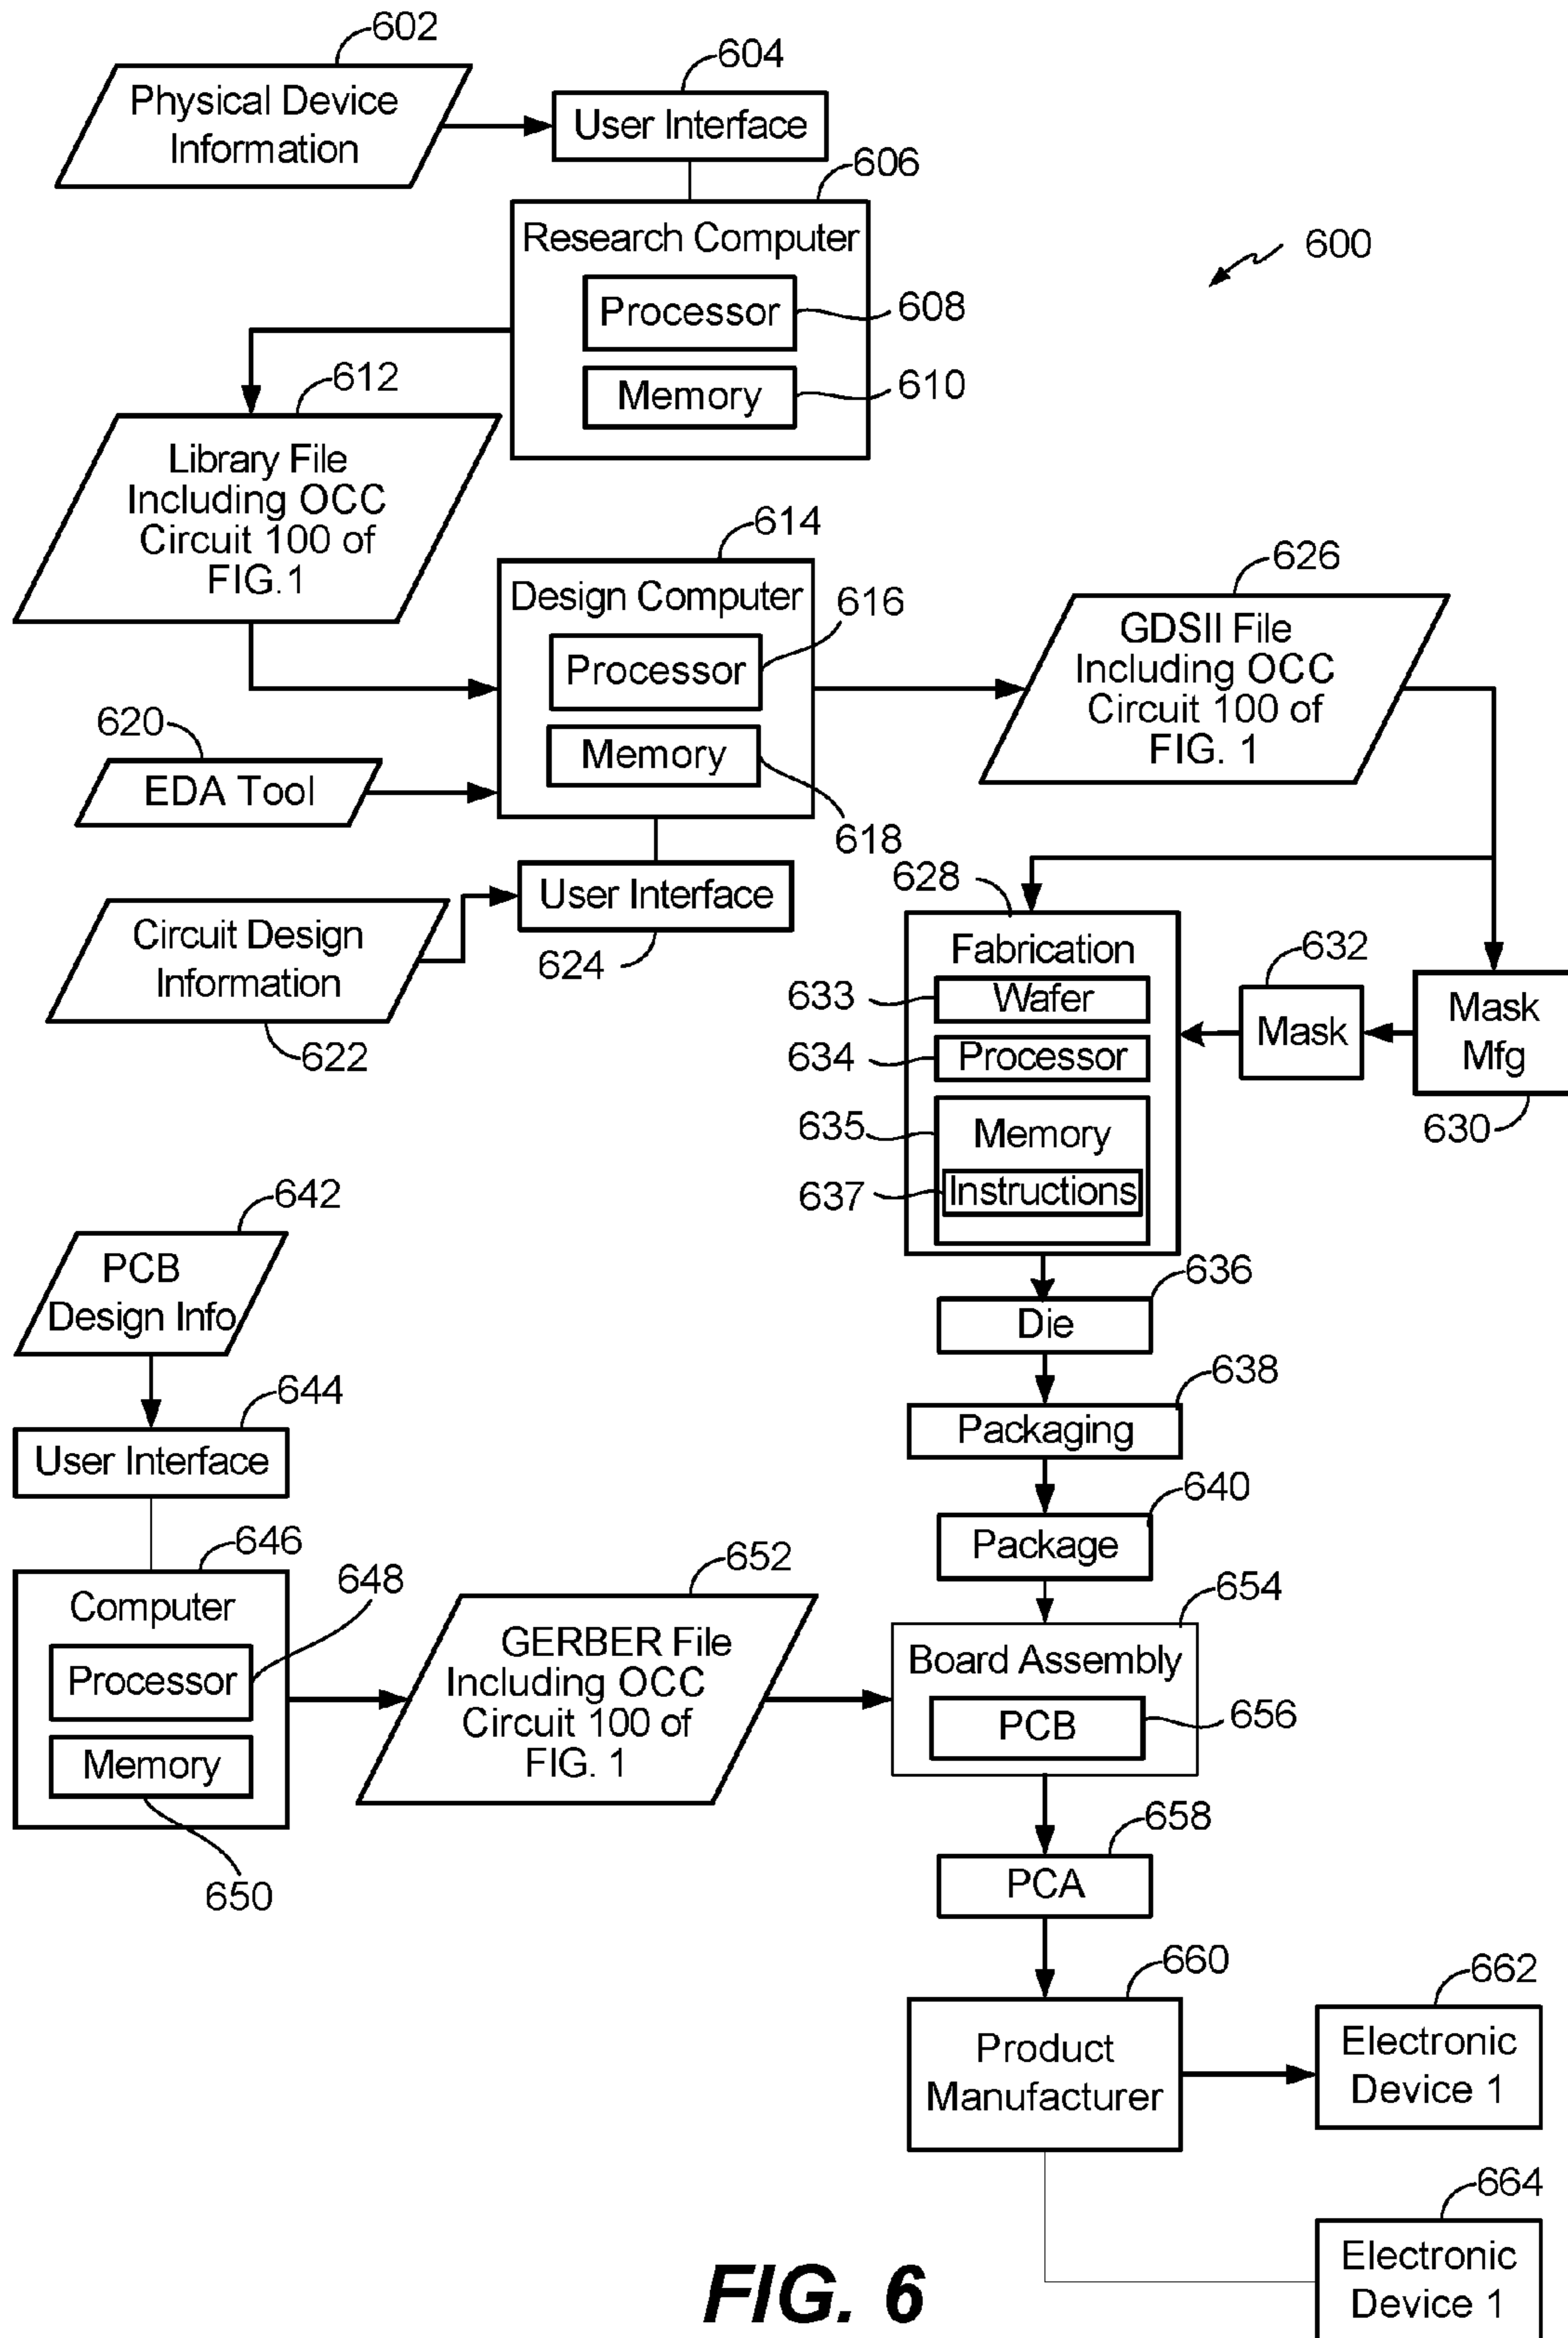 602
Physical Device
Information
604
User Interface
606
Research Computer
Processor
608
Memory
610
600
612
Library File
Including OCC
Circuit 100 of
FIG.1
614
Design Computer
Processor
616
Memory
618
620
EDA Tool
User Interface
624
Circuit Design
Information
622
626
GDSII File
Including OCC
Circuit 100 of
FIG. 1
628
Fabrication
633
Wafer
634
Processor
635
Memory
637
Instructions
632
Mask
Mask
Mfg
630
636
Die
638
Packaging
640
Package
642
PCB
Design Info
644
User Interface
646
Computer
648
Processor
Memory
650
652
GERBER File
Including OCC
Circuit 100 of
FIG. 1
654
Board Assembly
PCB
656
658
PCA
660
Product
Manufacturer
662
Electronic
Device 1
664
Electronic
Device 1
FIG. 6